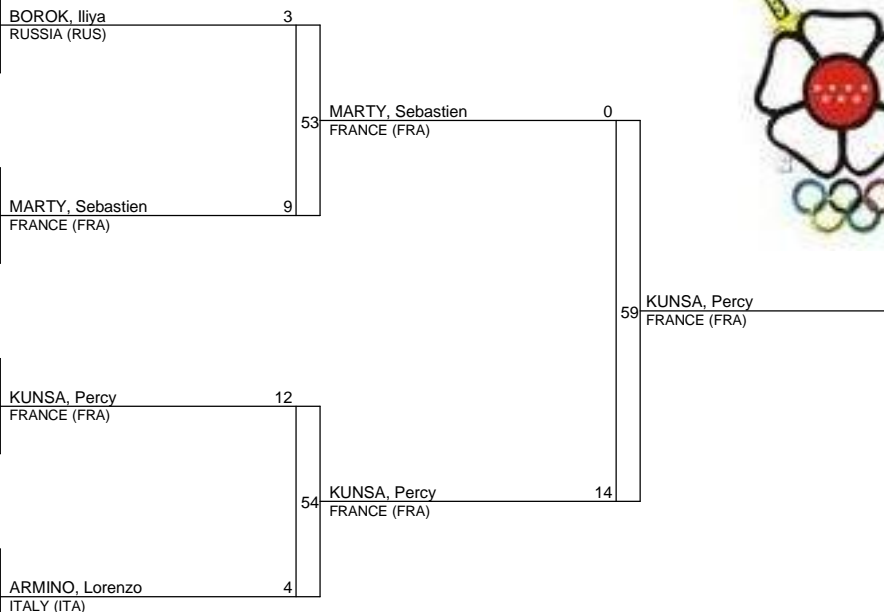 BOROK, Iliya 3
RUSSIA (RUS)
53
MARTY, Sebastien 0
FRANCE (FRA)
MARTY, Sebastien 9
FRANCE (FRA)
59
KUNSA, Percy
FRANCE (FRA)
KUNSA, Percy 12
FRANCE (FRA)
54
KUNSA, Percy 14
FRANCE (FRA)
ARMINO, Lorenzo 4
ITALY (ITA)